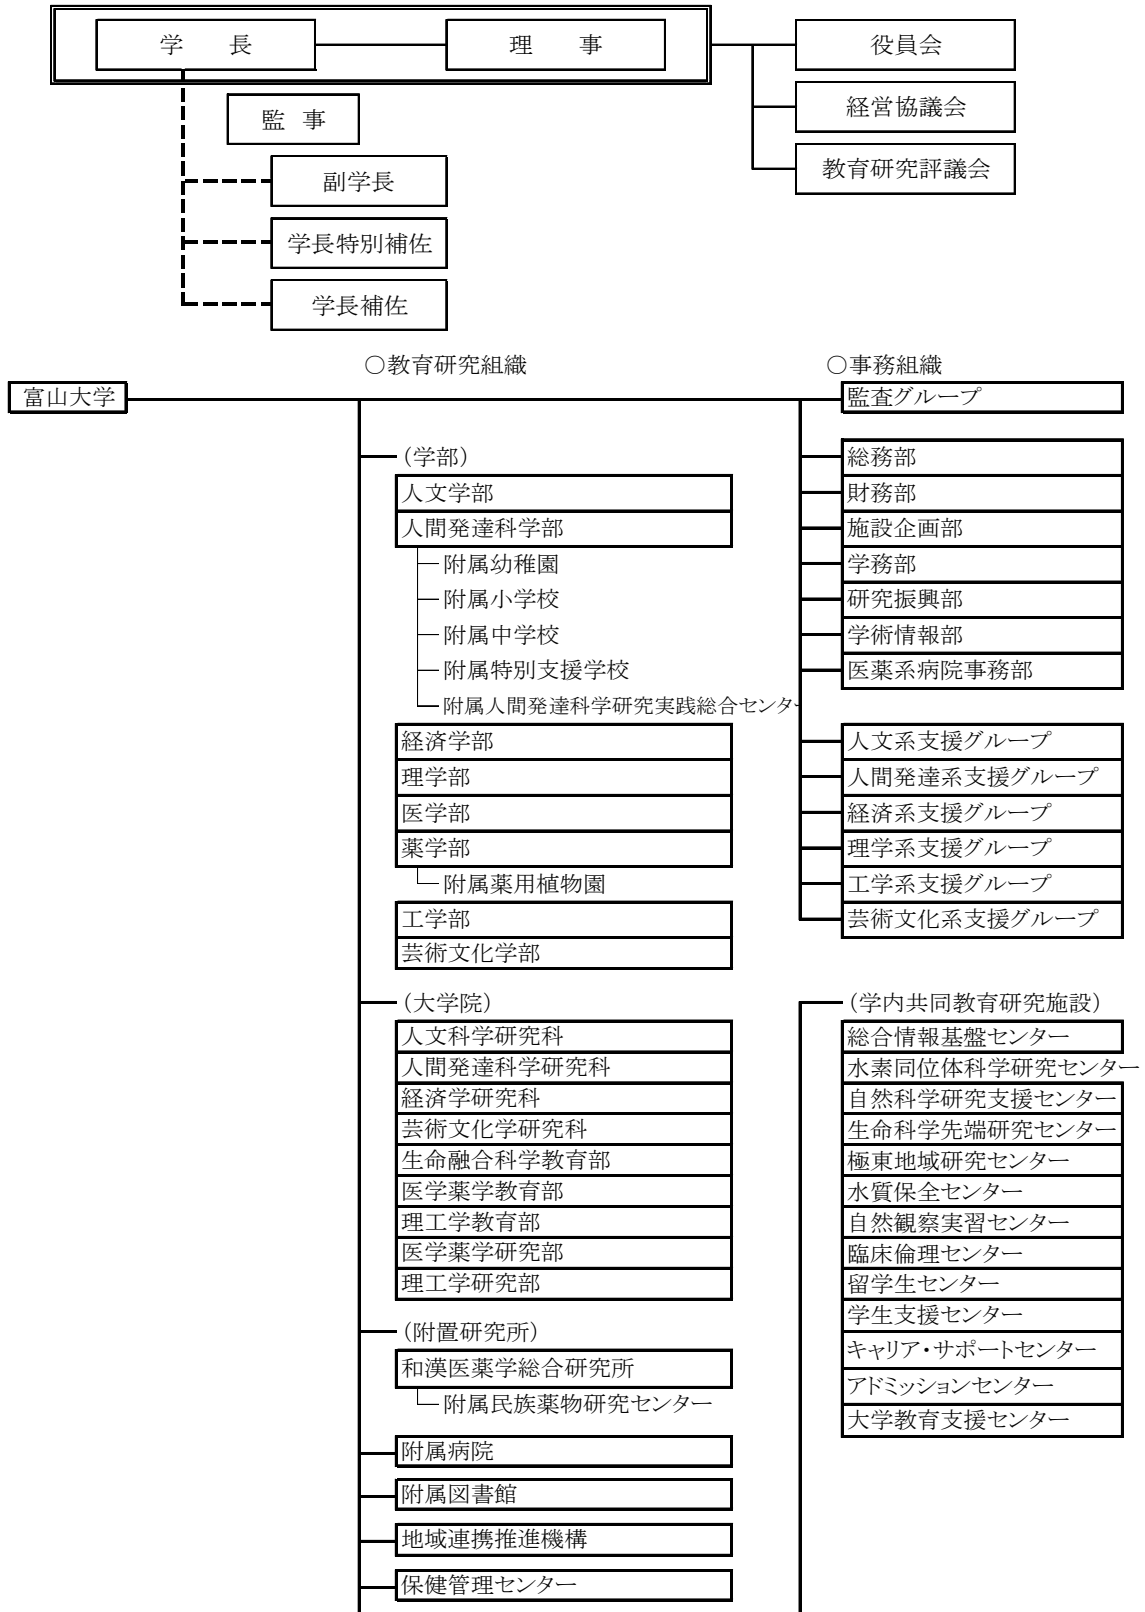 学　長
理　事
役員会
監　事
経営協議会
副学長
教育研究評議会
学長特別補佐
学長補佐
○教育研究組織
○事務組織
富山大学
監査グループ
（学部）
人文学部
人間発達科学部
附属幼稚園
附属小学校
附属中学校
附属特別支援学校
附属人間発達科学研究実践総合センター
経済学部
理学部
医学部
薬学部
附属薬用植物園
工学部
芸術文化学部
総務部
財務部
施設企画部
学務部
研究振興部
学術情報部
医薬系病院事務部
人文系支援グループ
人間発達系支援グループ
経済系支援グループ
理学系支援グループ
工学系支援グループ
芸術文化系支援グループ
（大学院）
人文科学研究科
人間発達科学研究科
経済学研究科
芸術文化学研究科
生命融合科学教育部
医学薬学教育部
理工学教育部
医学薬学研究部
理工学研究部
（附置研究所）
和漢医薬学総合研究所
附属民族薬物研究センター
附属病院
附属図書館
地域連携推進機構
保健管理センター
（学内共同教育研究施設）
総合情報基盤センター
水素同位体科学研究センター
自然科学研究支援センター
生命科学先端研究センター
極東地域研究センター
水質保全センター
自然観察実習センター
臨床倫理センター
留学生センター
学生支援センター
キャリア・サポートセンター
アドミッションセンター
大学教育支援センター